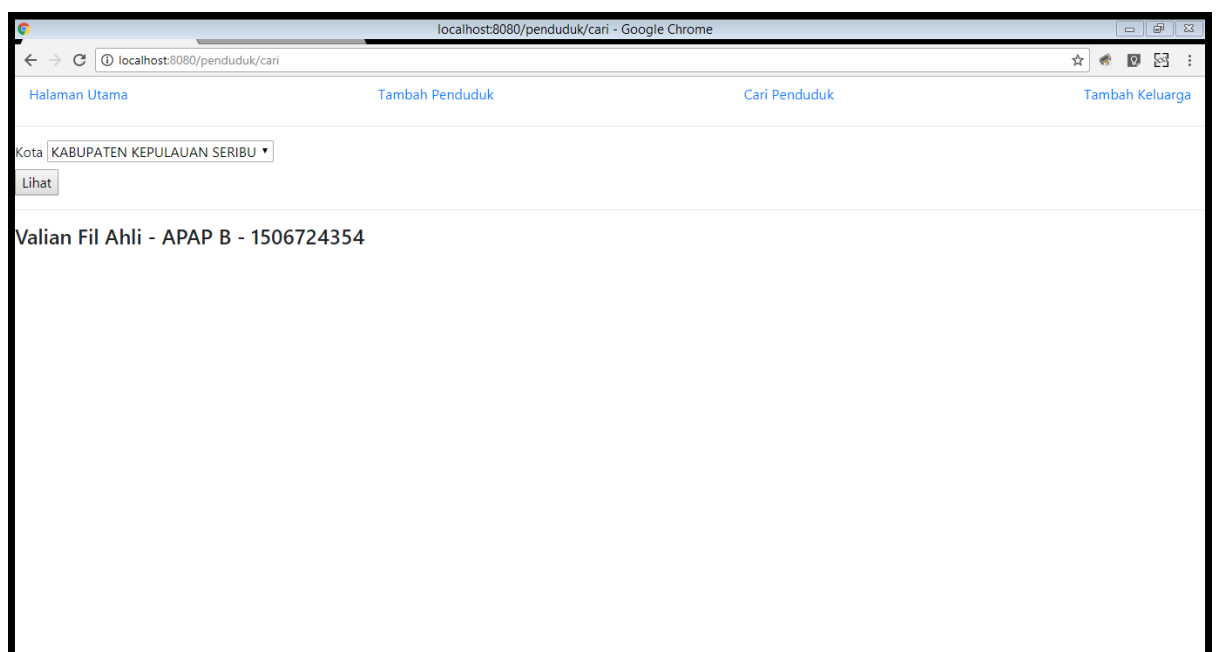 localhost:8080/penduduk/cari - Google Chrome
localhost:8080/penduduk/cari
Halaman Utama Tambah Penduduk Cari Penduduk Tambah Keluarga
Kota KABUPATEN KEPULAUAN SERIBU
Lihat
Valian Fil Ahli - APAP B - 1506724354